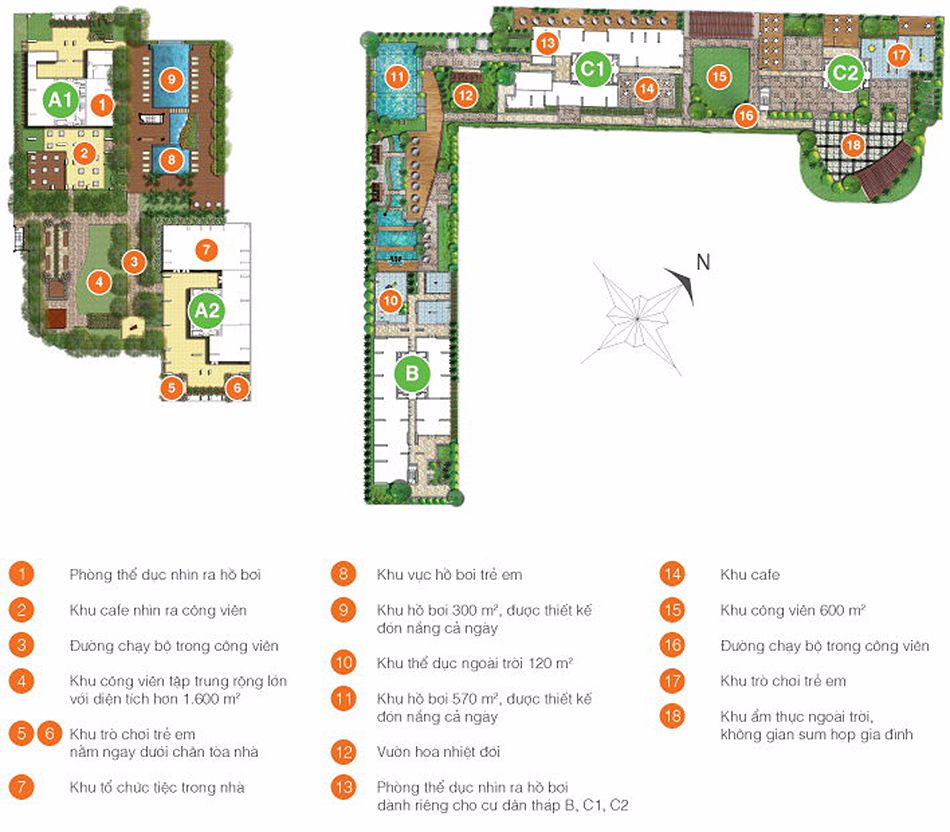 A1
1
2
9
8
3
4
7
A2
5
6
11
12
13
C1
14
15
16
C2
17
18
10
B
N
1 Phòng thể dục nhìn ra hồ bơi
2 Khu cafe nhìn ra công viên
3 Đường chạy bộ trong công viên
4 Khu công viên tập trung rộng lớn
với diện tích hơn 1.600 m²
5 6 Khu trò chơi trẻ em
nằm ngay dưới chân tòa nhà
7 Khu tổ chức tiệc trong nhà
8 Khu vực hồ bơi trẻ em
9 Khu hồ bơi 300 m², được thiết kế
đón nắng cả ngày
10 Khu thể dục ngoài trời 120 m²
11 Khu hồ bơi 570 m², được thiết kế
đón nắng cả ngày
12 Vườn hoa nhiệt đới
13 Phòng thể dục nhìn ra hồ bơi
dành riêng cho cư dân tháp B, C1, C2
14 Khu cafe
15 Khu công viên 600 m²
16 Đường chạy bộ trong công viên
17 Khu trò chơi trẻ em
18 Khu ẩm thực ngoài trời,
không gian sum họp gia đình